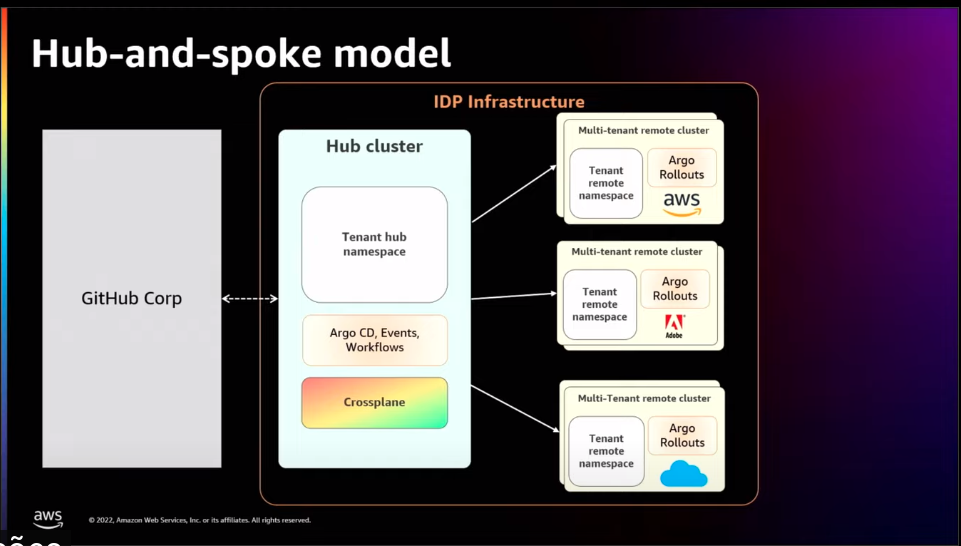 Hub-and-spoke model
IDP Infrastructure
GitHub Corp
Hub cluster
Tenant hub
namespace
Argo CD, Events,
Workflows
Crossplane
Multi-tenant remote cluster
Tenant
remote
namespace
Argo
Rollouts
aws
Multi-tenant remote cluster
Tenant
remote
namespace
Argo
Rollouts
Adobe
Multi-Tenant remote cluster
Tenant
remote
namespace
Argo
Rollouts
aws
© 2022, Amazon Web Services, Inc. or its affiliates. All rights reserved.